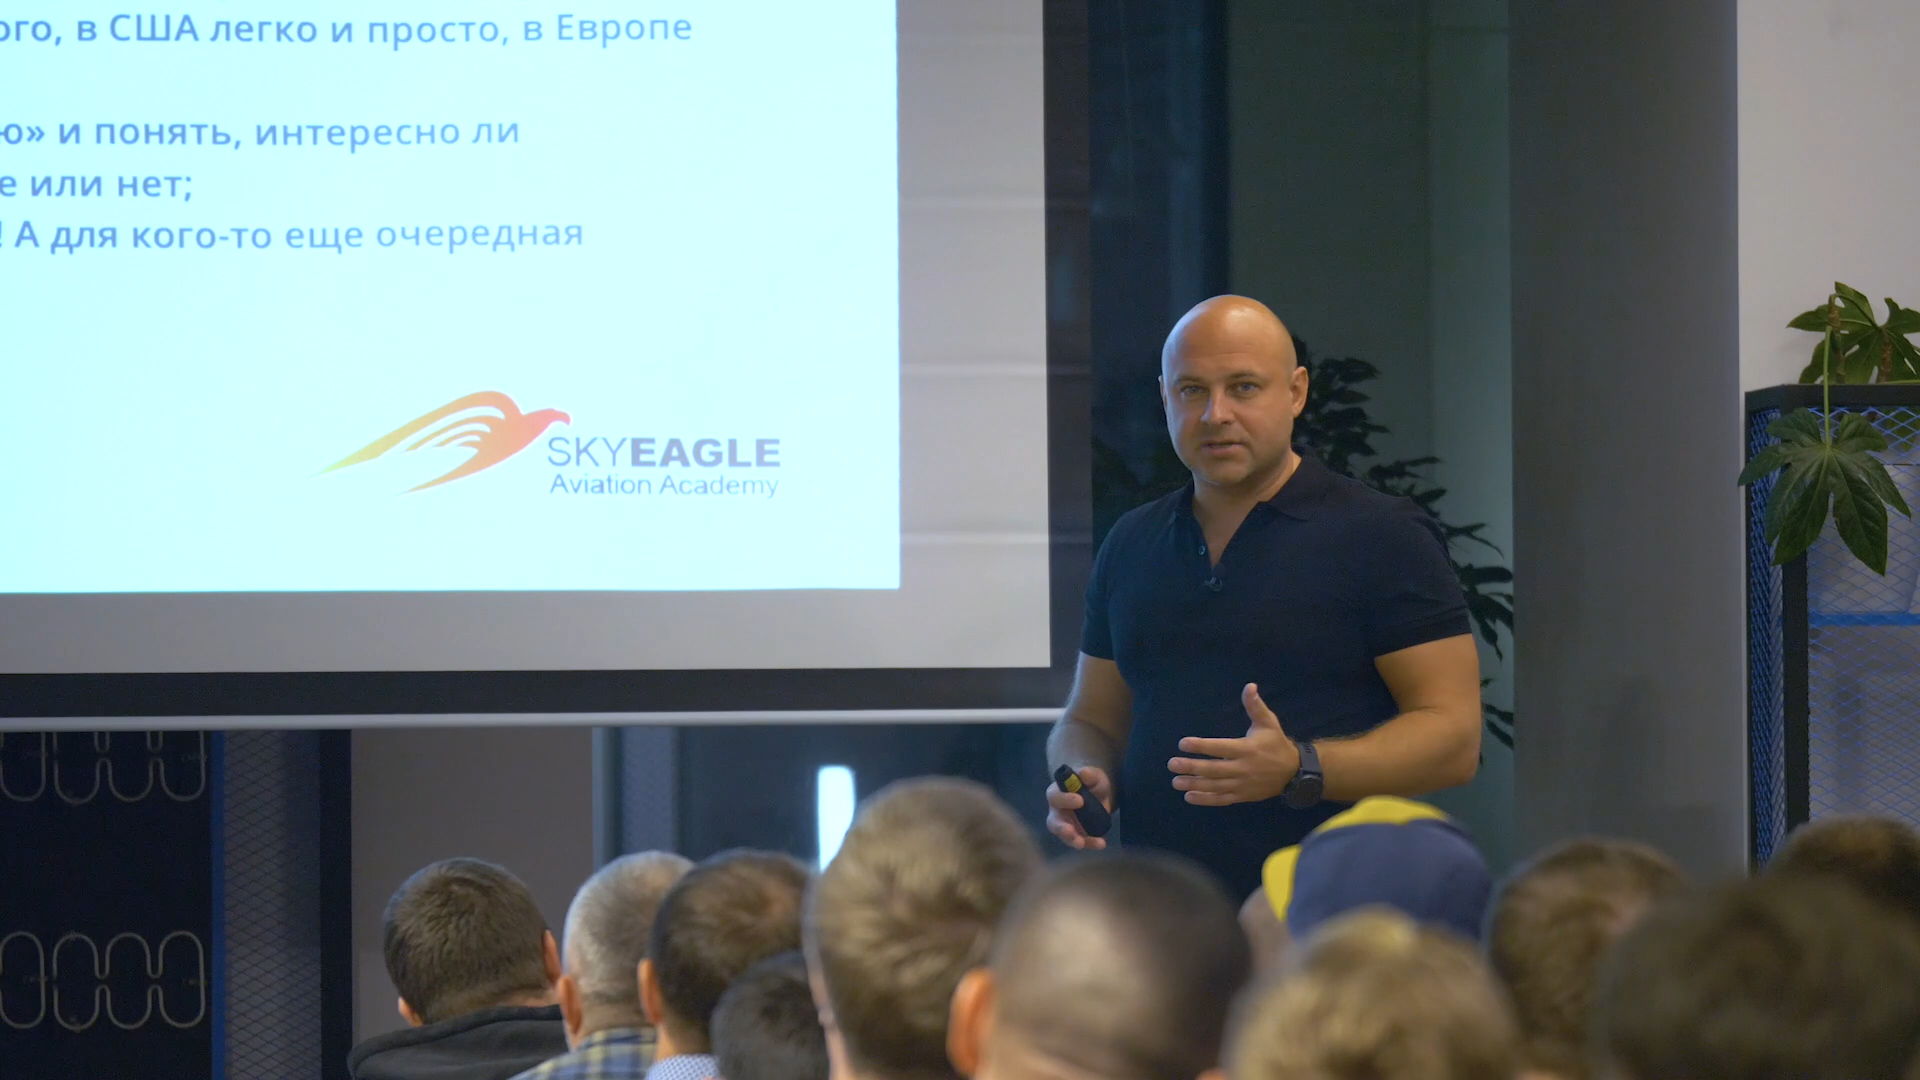 ого, в США легко и просто, в Европе
ю» и понять, интересно ли
е или нет;
! А для кого-то еще очередная
SKYEAGLE
Aviation Academy